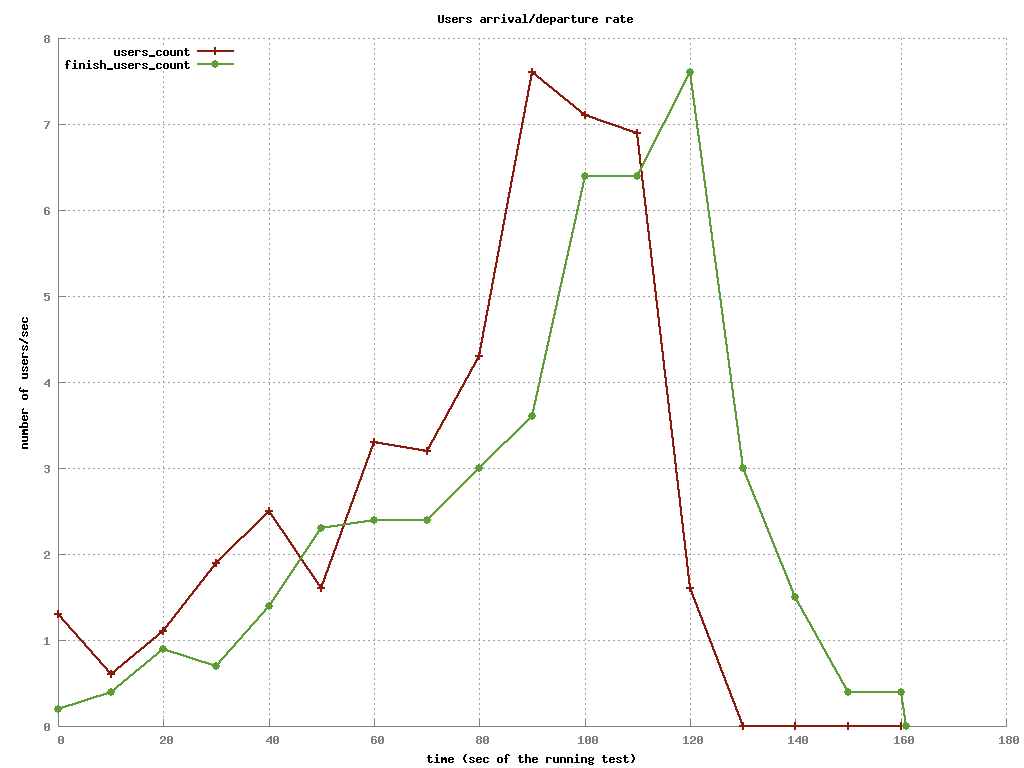 Users arrival/departure rate
users_count
finish_users_count
8
7
6
5
4
3
2
1
0
number of users/sec
0 20 40 60 80 100 120 140 160 180
time (sec of the running test)